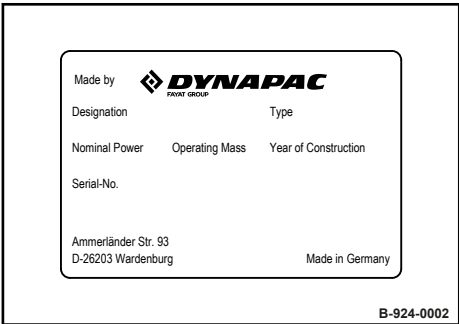 Made by DYNAPAC
FAYAT GROUP
Designation Type
Nominal Power Operating Mass Year of Construction
Serial-No.
Ammerländer Str. 93
D-26203 Wardenburg Made in Germany
B-924-0002